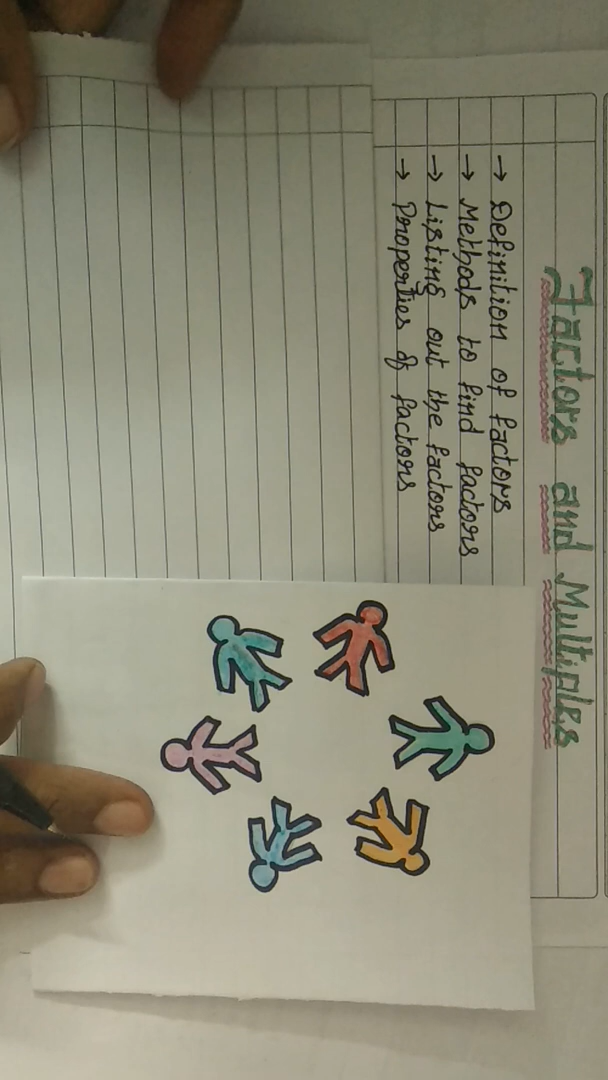 Factors and Multiples
→ Definition of factors
→ Methods to find factors
→ Listing out the factors
→ Properties of factors